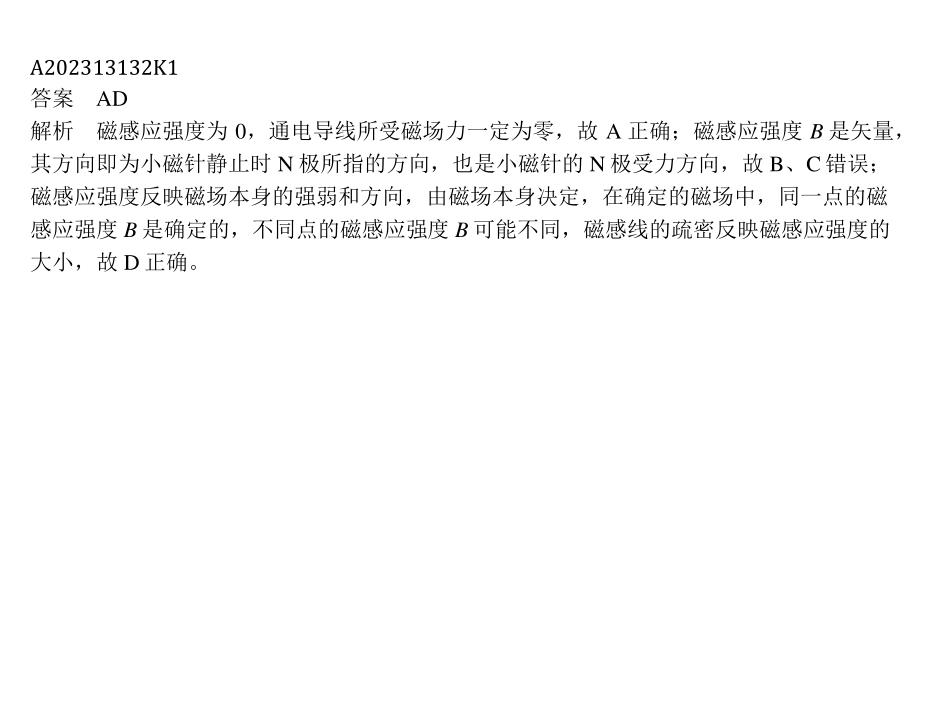 A202313132K1
答案　AD
解析　磁感应强度为 0，通电导线所受磁场力一定为零，故 A 正确；磁感应强度 B 是矢量，
其方向即为小磁针静止时 N 极所指的方向，也是小磁针的 N 极受力方向，故 B、C 错误；
磁感应强度反映磁场本身的强弱和方向，由磁场本身决定，在确定的磁场中，同一点的磁
感应强度 B 是确定的，不同点的磁感应强度 B 可能不同，磁感线的疏密反映磁感应强度的
大小，故 D 正确。